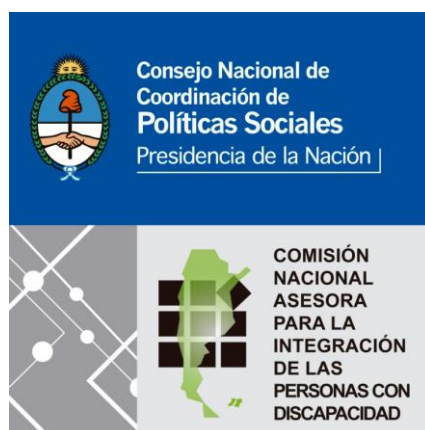 Consejo Nacional de
Coordinación de
Políticas Sociales
Presidencia de la Nación
COMISIÓN
NACIONAL
ASESORA
PARA LA
INTEGRACIÓN
DE LAS
PERSONAS CON
DISCAPACIDAD